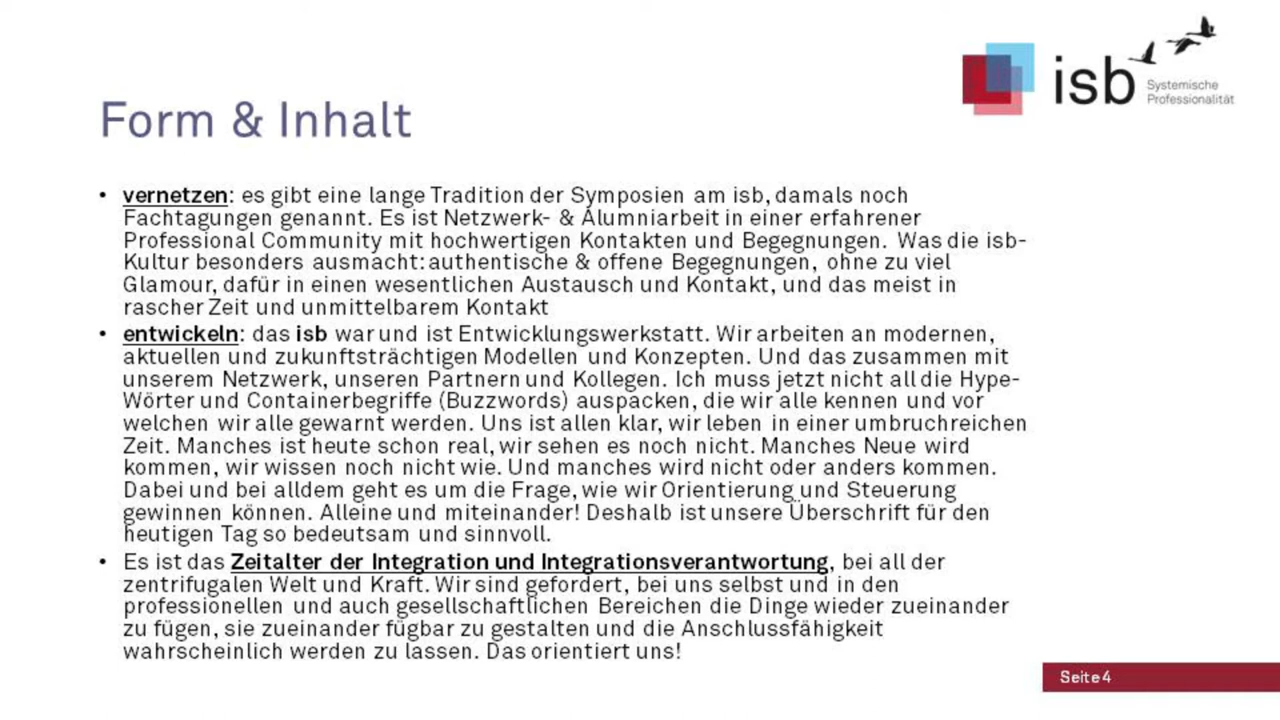 isb
Systemische
Professionalität
Form & Inhalt
• vernetzen: es gibt eine lange Tradition der Symposien am isb, damals noch
Fachtagungen genannt. Es ist Netzwerk- & Alumniarbeit in einer erfahrener
Professional Community mit hochwertigen Kontakten und Begegnungen. Was die isb-
Kultur besonders ausmacht: authentische & offene Begegnungen, ohne zu viel
Glamour, dafür in einen wesentlichen Austausch und Kontakt, und das meist in
rascher Zeit und unmittelbarem Kontakt
• entwickeln: das isb war und ist Entwicklungswerkstatt. Wir arbeiten an modernen,
aktuellen und zukunftsträchtigen Modellen und Konzepten. Und das zusammen mit
unserem Netzwerk, unseren Partnern und Kollegen. Ich muss jetzt nicht all die Hype-
Wörter und Containerbegriffe (Buzzwords) auspacken, die wir alle kennen und vor
welchen wir alle gewarnt werden. Uns ist allen klar, wir leben in einer umbruchreichen
Zeit. Manches ist heute schon real, wir sehen es noch nicht. Manches Neue wird
kommen, wir wissen noch nicht wie. Und manches wird nicht oder anders kommen.
Dabei und bei alldem geht es um die Frage, wie wir Orientierung und Steuerung
gewinnen können. Alleine und miteinander! Deshalb ist unsere Überschrift für den
heutigen Tag so bedeutsam und sinnvoll.
• Es ist das Zeitalter der Integration und Integrationsverantwortung, bei all der
zentrifugalen Welt und Kraft. Wir sind gefordert, bei uns selbst und in den
professionellen und auch gesellschaftlichen Bereichen die Dinge wieder zueinander
zu fügen, sie zueinander fügbar zu gestalten und die Anschlussfähigkeit
wahrscheinlich werden zu lassen. Das orientiert uns!
Seite 4